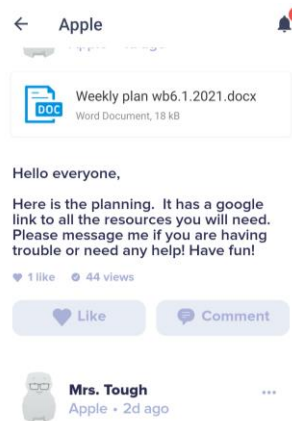 Apple
Weekly plan wb6.1.2021.docx
DOC
Word Document, 18 kB
Hello everyone,
Here is the planning.  It has a google
link to all the resources you will need.
Please message me if you are having
trouble or need any help! Have fun!
1 like 44 views
Like Comment
Mrs. Tough
Apple • 2d ago